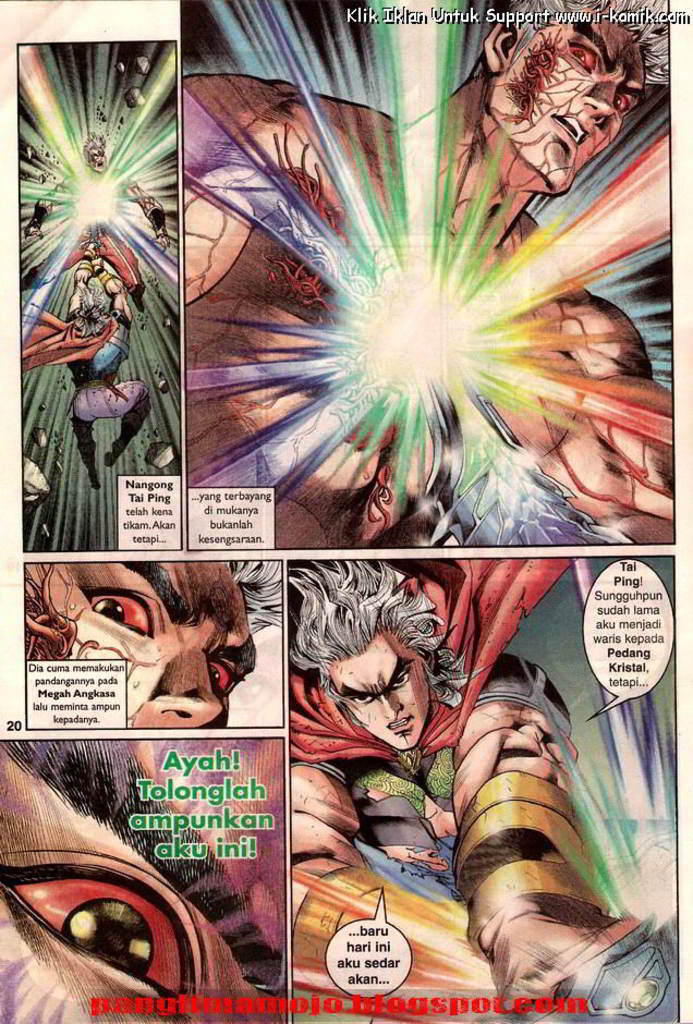 Klik Iklan Untuk Support www.i-komik.com
Nangong
Tai Ping
telah kena
tikam. Akan
tetapi...
...yang terbayang
di mukanya
bukanlah
kesengsaraan.
Dia cuma memakukan
pandangannya pada
Megah Angkasa
lalu meminta ampun
kepadanya.
Tai
Ping!
Sungguhpun
sudah lama
aku menjadi
waris kepada
Pedang
Kristal,
tetapi...
20
Ayah!
Tolonglah
ampunkan
aku ini!
...baru
hari ini
aku sedar
akan...
panglimamojo.blogspot.com